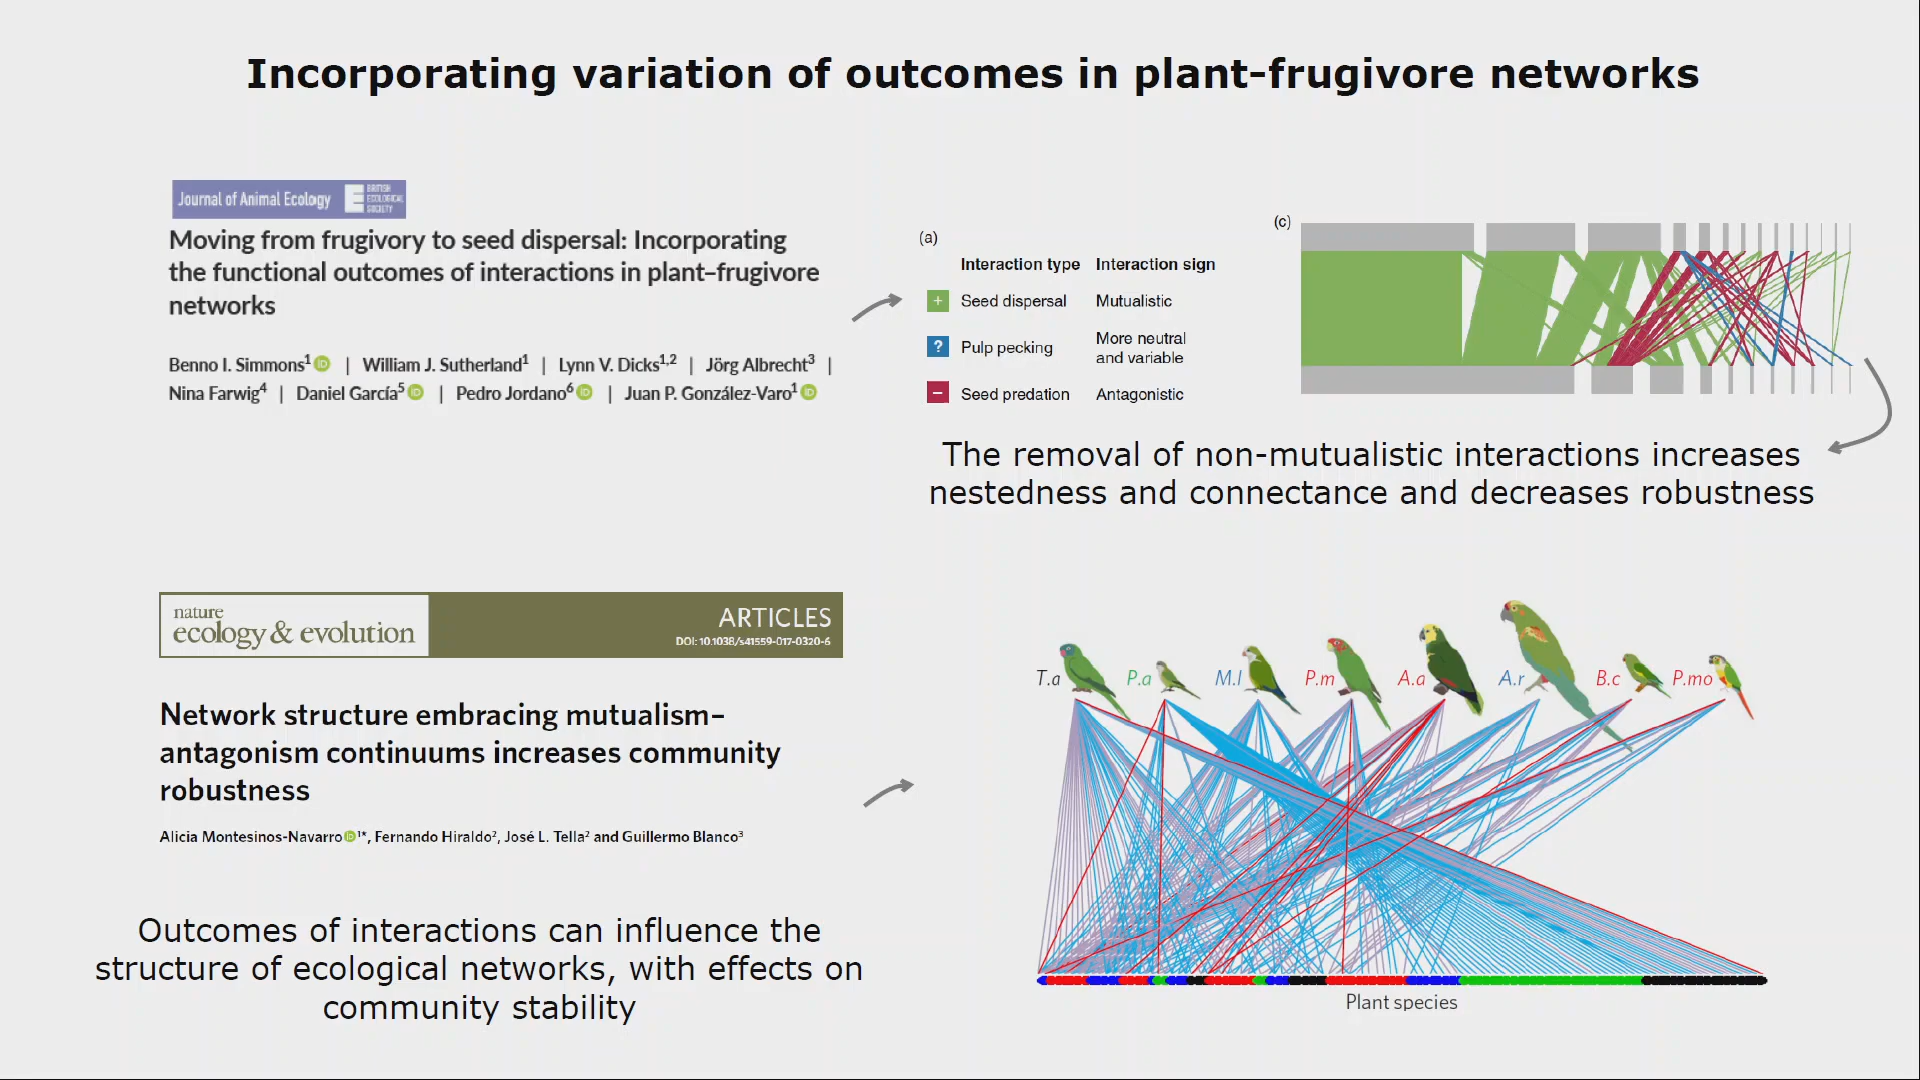 Incorporating variation of outcomes in plant-frugivore networks
Journal of Animal Ecology
BRITISH
ECOLOGICAL
SOCIETY
Moving from frugivory to seed dispersal: Incorporating
the functional outcomes of interactions in plant–frugivore
networks
Benno I. Simmons¹ | William J. Sutherland¹ | Lynn V. Dicks¹,² | Jörg Albrecht³ |
Nina Farwig⁴ | Daniel García⁵ | Pedro Jordano⁶ | Juan P. González-Varo¹
(a)
Interaction type Interaction sign
+ Seed dispersal Mutualistic
? Pulp pecking More neutral
and variable
− Seed predation Antagonistic
(c)
The removal of non-mutualistic interactions increases
nestedness and connectance and decreases robustness
nature
ecology & evolution
ARTICLES
DOI: 10.1038/s41559-017-0320-6
Network structure embracing mutualism–
antagonism continuums increases community
robustness
Alicia Montesinos-Navarro¹*, Fernando Hiraldo², José L. Tella² and Guillermo Blanco³
Outcomes of interactions can influence the
structure of ecological networks, with effects on
community stability
T.a P.a M.l P.m A.a A.r B.c P.mo
Plant species